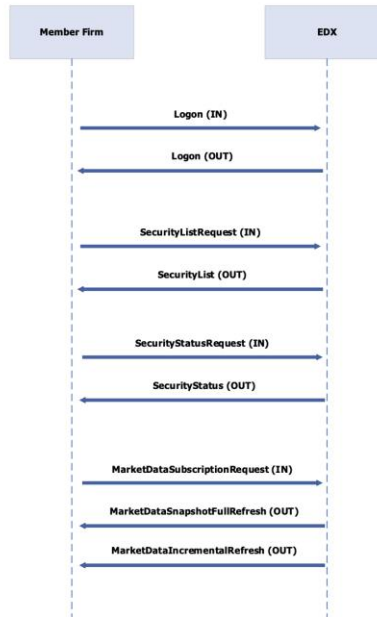 Member Firm
EDX
Logon (IN)
Logon (OUT)
SecurityListRequest (IN)
SecurityList (OUT)
SecurityStatusRequest (IN)
SecurityStatus (OUT)
MarketDataSubscriptionRequest (IN)
MarketDataSnapshotFullRefresh (OUT)
MarketDataIncrementalRefresh (OUT)